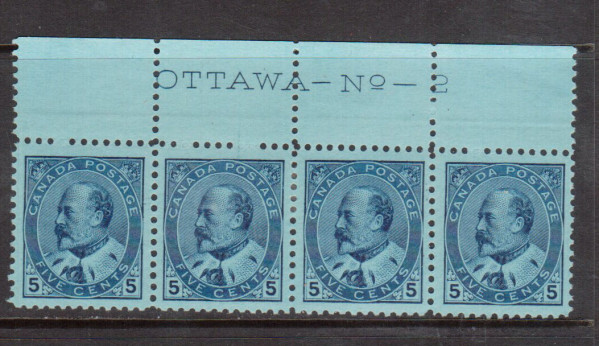 OTTAWA – Nº – 2
CANADA POSTAGE CANADA POSTAGE CANADA POSTAGE CANADA POSTAGE
5 FIVE CENTS 5 5 FIVE CENTS 5 5 FIVE CENTS 5 5 FIVE CENTS 5